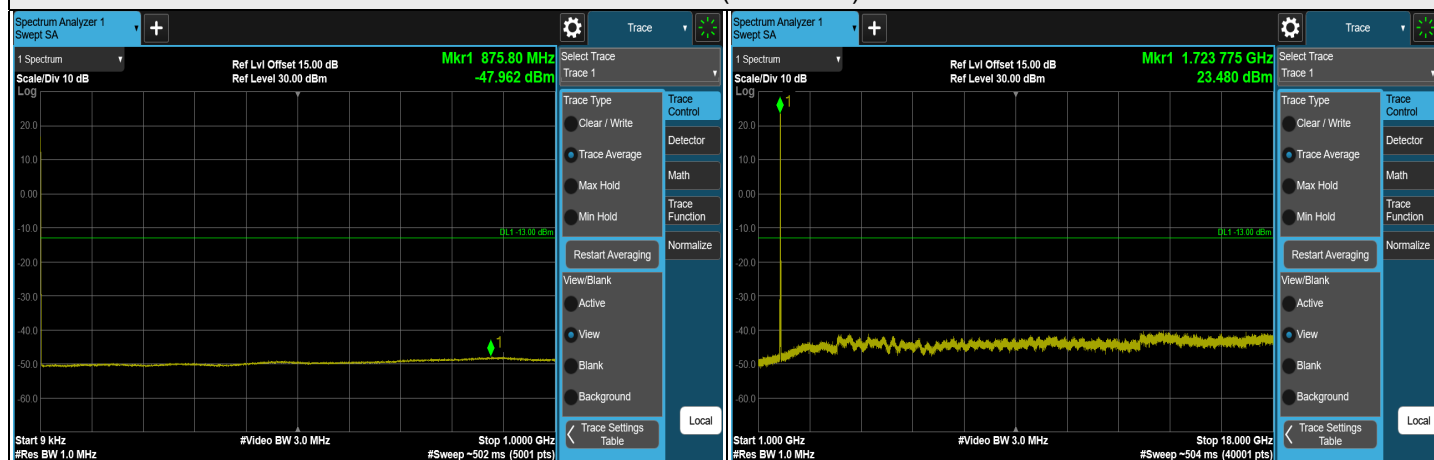 Spectrum Analyzer 1
Swept SA
+
Trace
1 Spectrum
Scale/Div 10 dB
Ref Lvl Offset 15.00 dB
Ref Level 30.00 dBm
Mkr1 875.80 MHz
-47.962 dBm
Log
20.0
10.0
0.00
-10.0
-20.0
-30.0
-40.0
-50.0
-60.0
DL1 -13.00 dBm
1
Start 9 kHz
#Res BW 1.0 MHz
#Video BW 3.0 MHz
Stop 1.0000 GHz
#Sweep ~502 ms (5001 pts)
Select Trace
Trace 1
Trace Type
Clear / Write
Trace Average
Max Hold
Min Hold
Restart Averaging
View/Blank
Active
View
Blank
Background
Trace Settings
Table
Trace
Control
Detector
Math
Trace
Function
Normalize
Local
Spectrum Analyzer 1
Swept SA
+
Trace
1 Spectrum
Scale/Div 10 dB
Ref Lvl Offset 15.00 dB
Ref Level 30.00 dBm
Mkr1 1.723 775 GHz
23.480 dBm
Log
1
20.0
10.0
0.00
-10.0
-20.0
-30.0
-40.0
-50.0
-60.0
DL1 -13.00 dBm
Start 1.000 GHz
#Res BW 1.0 MHz
#Video BW 3.0 MHz
Stop 18.000 GHz
#Sweep ~504 ms (40001 pts)
Select Trace
Trace 1
Trace Type
Clear / Write
Trace Average
Max Hold
Min Hold
Restart Averaging
View/Blank
Active
View
Blank
Background
Trace Settings
Table
Trace
Control
Detector
Math
Trace
Function
Normalize
Local